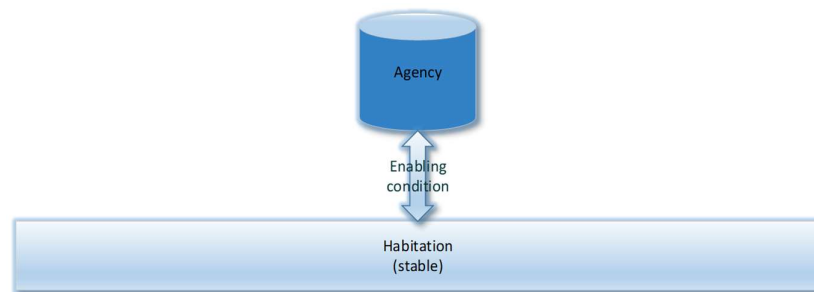 Agency
Enabling
condition
Habitation
(stable)